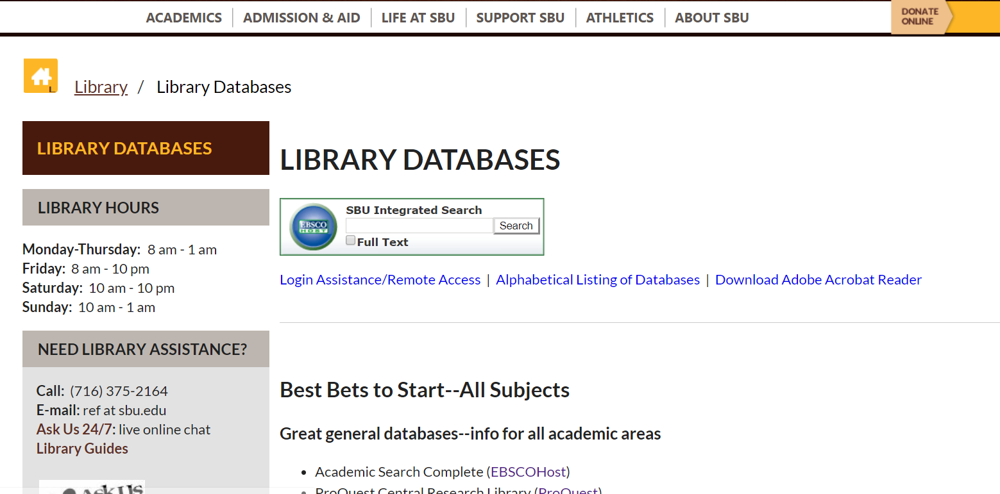 ACADEMICS ADMISSION & AID LIFE AT SBU SUPPORT SBU ATHLETICS ABOUT SBU
DONATE
ONLINE
L
Library / Library Databases
LIBRARY DATABASES
LIBRARY HOURS
Monday-Thursday: 8 am - 1 am
Friday: 8 am - 10 pm
Saturday: 10 am - 10 pm
Sunday: 10 am - 1 am
NEED LIBRARY ASSISTANCE?
Call: (716) 375-2164
E-mail: ref at sbu.edu
Ask Us 24/7: live online chat
Library Guides
Ask Us
LIBRARY DATABASES
EBSCO
HOST
SBU Integrated Search
Search
Full Text
Login Assistance/Remote Access | Alphabetical Listing of Databases | Download Adobe Acrobat Reader
Best Bets to Start--All Subjects
Great general databases--info for all academic areas
• Academic Search Complete (EBSCOHost)
• ProQuest Central Research Library (ProQuest)